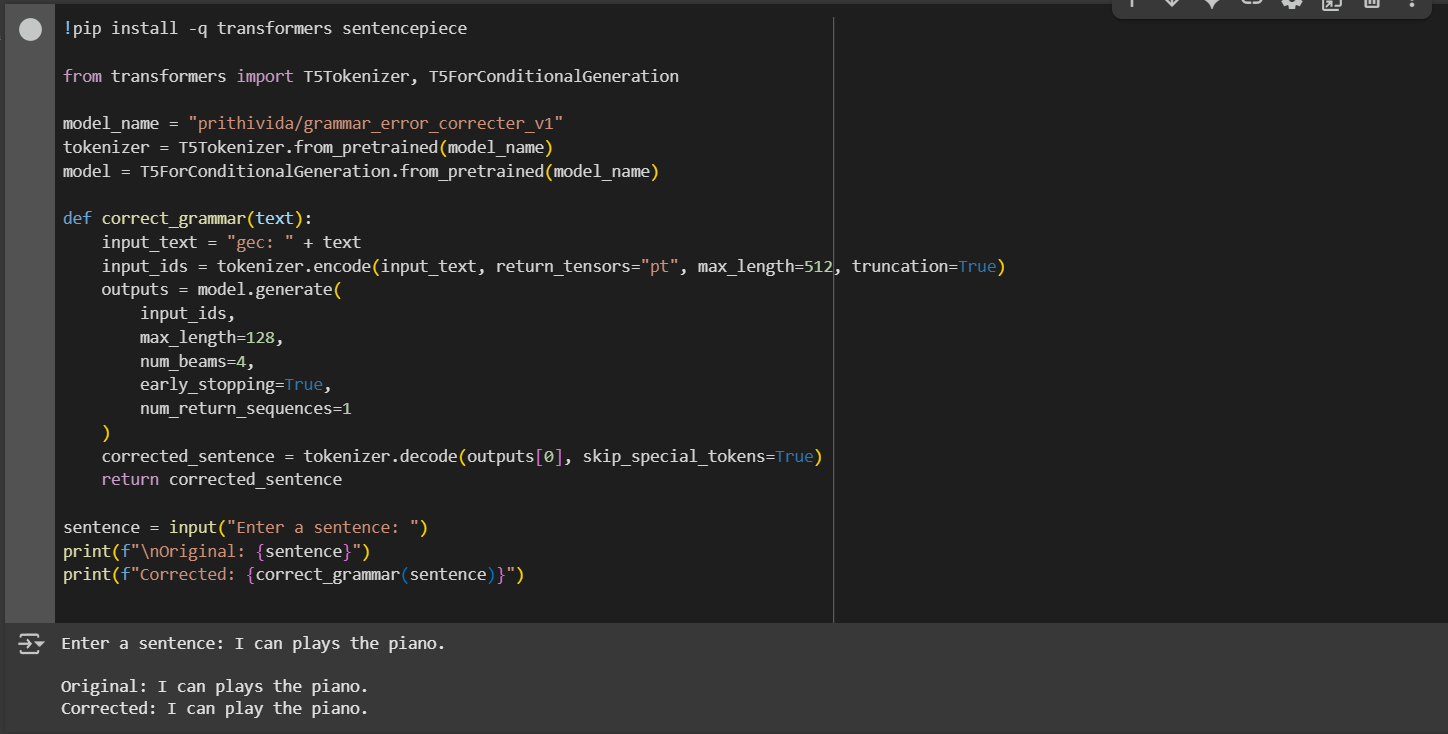 !pip install -q transformers sentencepiece

from transformers import T5Tokenizer, T5ForConditionalGeneration

model_name = "prithivida/grammar_error_correcter_v1"
tokenizer = T5Tokenizer.from_pretrained(model_name)
model = T5ForConditionalGeneration.from_pretrained(model_name)

def correct_grammar(text):
    input_text = "gec: " + text
    input_ids = tokenizer.encode(input_text, return_tensors="pt", max_length=512, truncation=True)
    outputs = model.generate(
        input_ids,
        max_length=128,
        num_beams=4,
        early_stopping=True,
        num_return_sequences=1
    )
    corrected_sentence = tokenizer.decode(outputs[0], skip_special_tokens=True)
    return corrected_sentence

sentence = input("Enter a sentence: ")
print(f"\nOriginal: {sentence}")
print(f"Corrected: {correct_grammar(sentence)}")

Enter a sentence: I can plays the piano.

Original: I can plays the piano.
Corrected: I can play the piano.